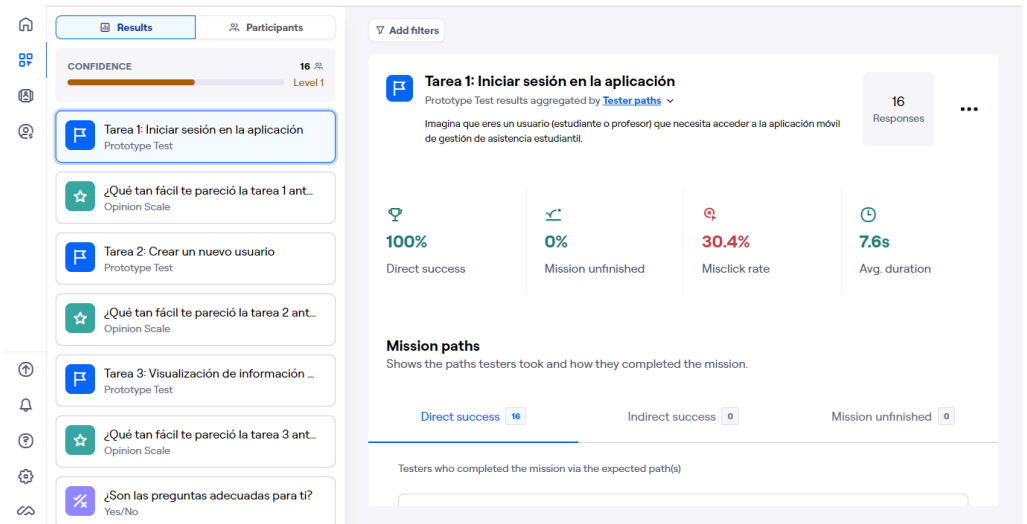 Results
Participants
CONFIDENCE
16
Level 1
Tarea 1: Iniciar sesión en la aplicación
Prototype Test
¿Qué tan fácil te pareció la tarea 1 ant...
Opinion Scale
Tarea 2: Crear un nuevo usuario
Prototype Test
¿Qué tan fácil te pareció la tarea 2 ant...
Opinion Scale
Tarea 3: Visualización de información ...
Prototype Test
¿Qué tan fácil te pareció la tarea 3 ant...
Opinion Scale
¿Son las preguntas adecuadas para ti?
Yes/No
Add filters
Tarea 1: Iniciar sesión en la aplicación
Prototype Test results aggregated by Tester paths
Imagina que eres un usuario (estudiante o profesor) que necesita acceder a la aplicación móvil
de gestión de asistencia estudiantil.
16
Responses
100%
Direct success
0%
Mission unfinished
30.4%
Misclick rate
7.6s
Avg. duration
Mission paths
Shows the paths testers took and how they completed the mission.
Direct success 16
Indirect success 0
Mission unfinished 0
Testers who completed the mission via the expected path(s)